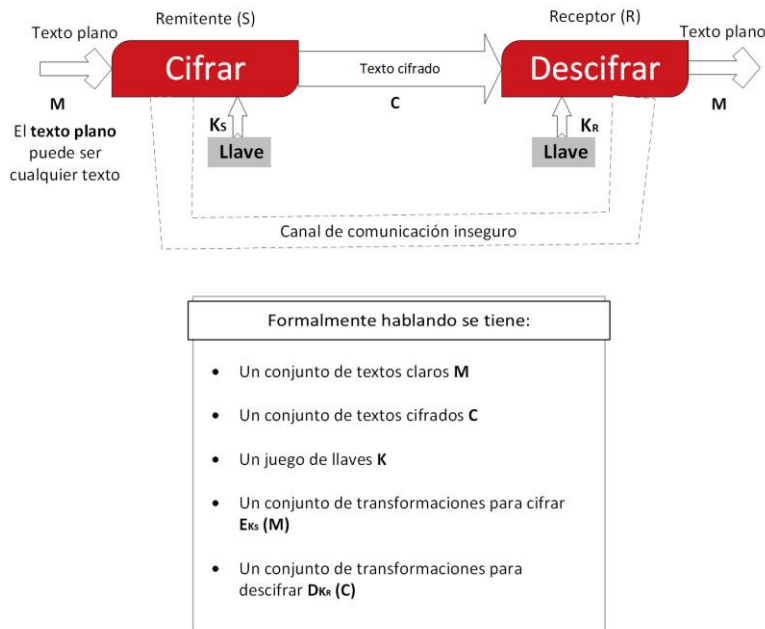 Remitente (S)
Receptor (R)
Texto plano
Texto plano
Cifrar
Texto cifrado
Descifrar
M
C
M
El texto plano
puede ser
cualquier texto
KS
Llave
KR
Llave
Canal de comunicación inseguro
Formalmente hablando se tiene:
• Un conjunto de textos claros M
• Un conjunto de textos cifrados C
• Un juego de llaves K
• Un conjunto de transformaciones para cifrar
EKs (M)
• Un conjunto de transformaciones para
descifrar DKR (C)